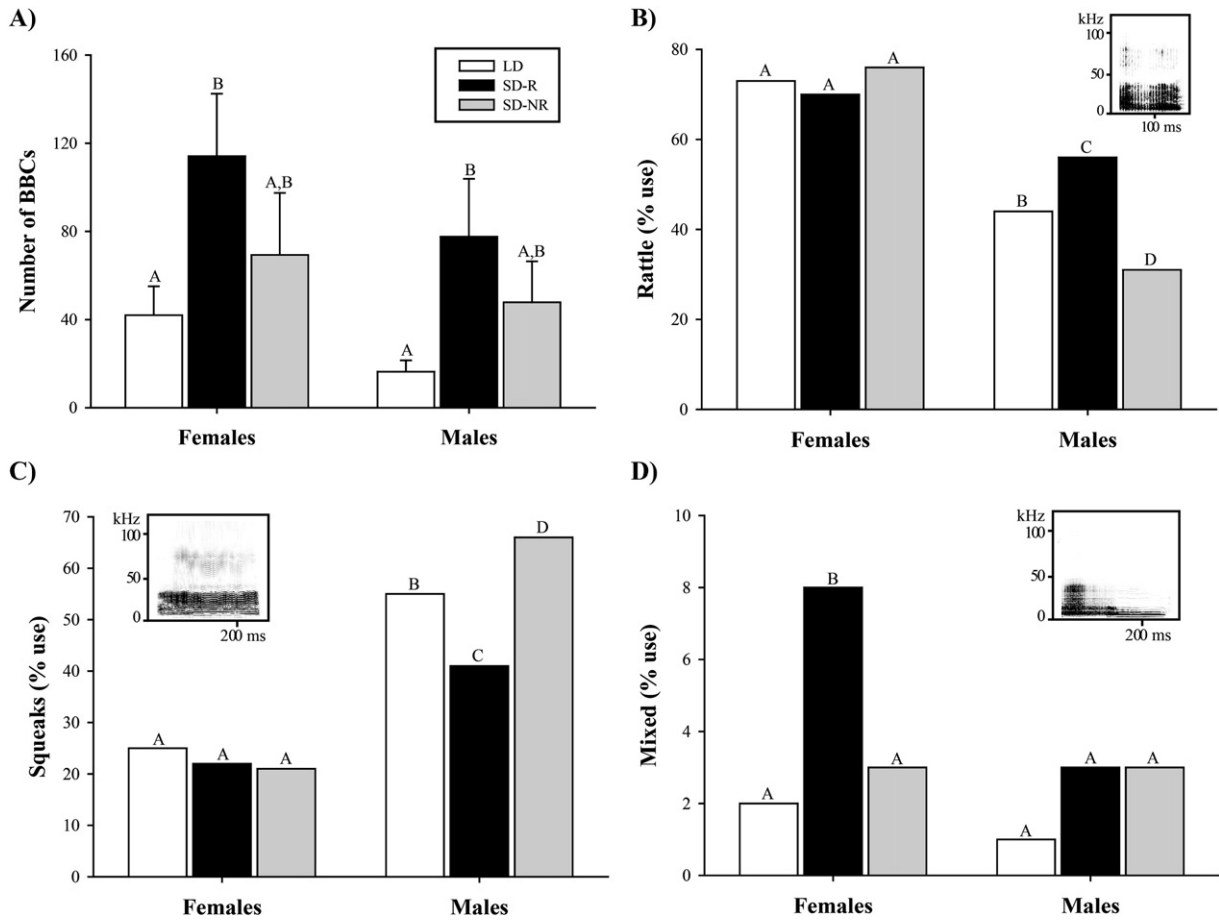 A)
160
120
80
40
0
Number of BBCs
LD
SD-R
SD-NR
A
B
A,B
A
B
A,B
Females Males
B)
80
60
40
20
0
Rattle (% use)
A
A
A
B
C
D
kHz
100
50
0
100 ms
Females Males
C)
70
60
50
40
30
20
10
0
Squeaks (% use)
kHz
100
50
0
200 ms
A
A
A
B
C
D
Females Males
D)
10
8
6
4
2
0
Mixed (% use)
A
B
A
A
A
A
kHz
100
50
0
200 ms
Females Males